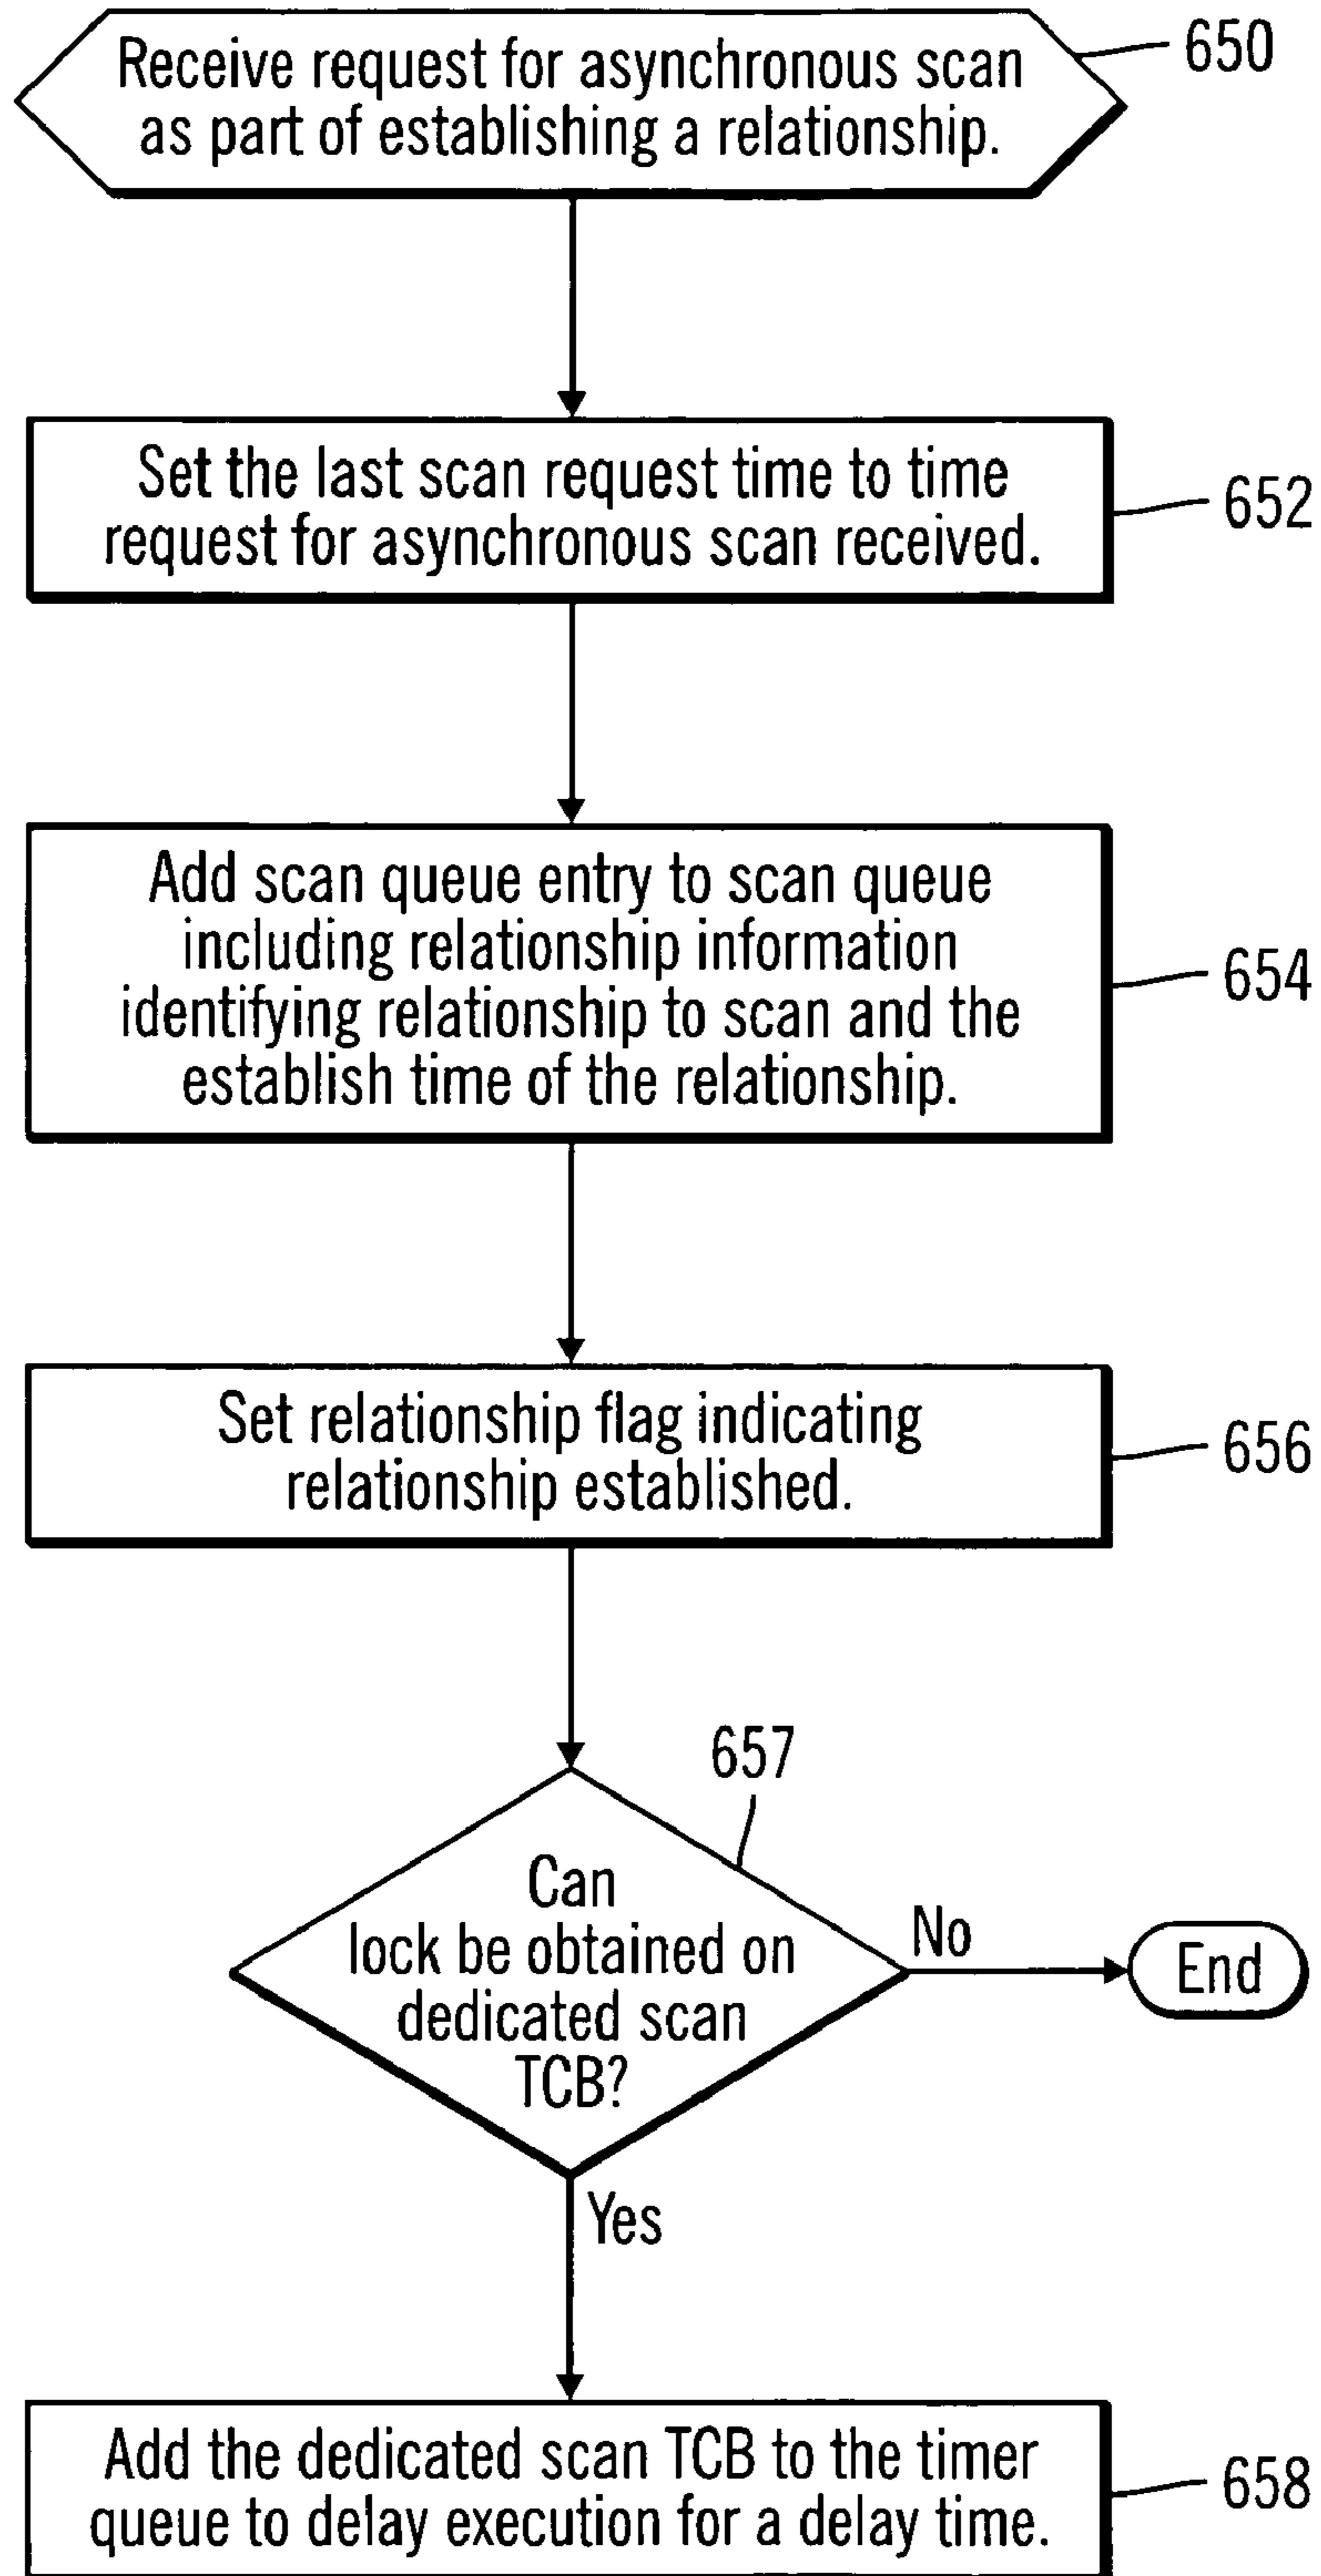 Receive request for asynchronous scan
as part of establishing a relationship.
650
Set the last scan request time to time
request for asynchronous scan received.
652
Add scan queue entry to scan queue
including relationship information
identifying relationship to scan and the
establish time of the relationship.
654
Set relationship flag indicating
relationship established.
656
657
Can
lock be obtained on
dedicated scan
TCB?
No
End
Yes
Add the dedicated scan TCB to the timer
queue to delay execution for a delay time.
658